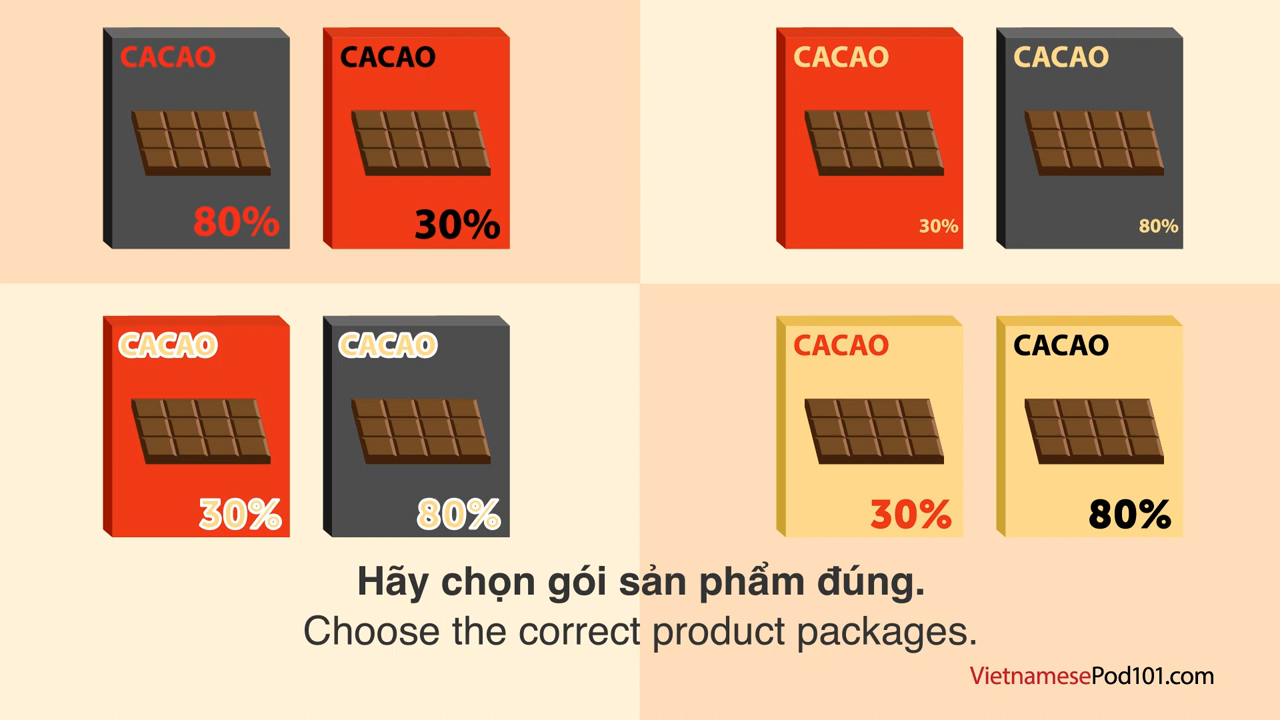 CACAO
80%
CACAO
30%
CACAO
30%
CACAO
80%
CACAO
30%
CACAO
80%
CACAO
30%
CACAO
80%
Hãy chọn gói sản phẩm đúng.
Choose the correct product packages.
VietnamesePod101.com